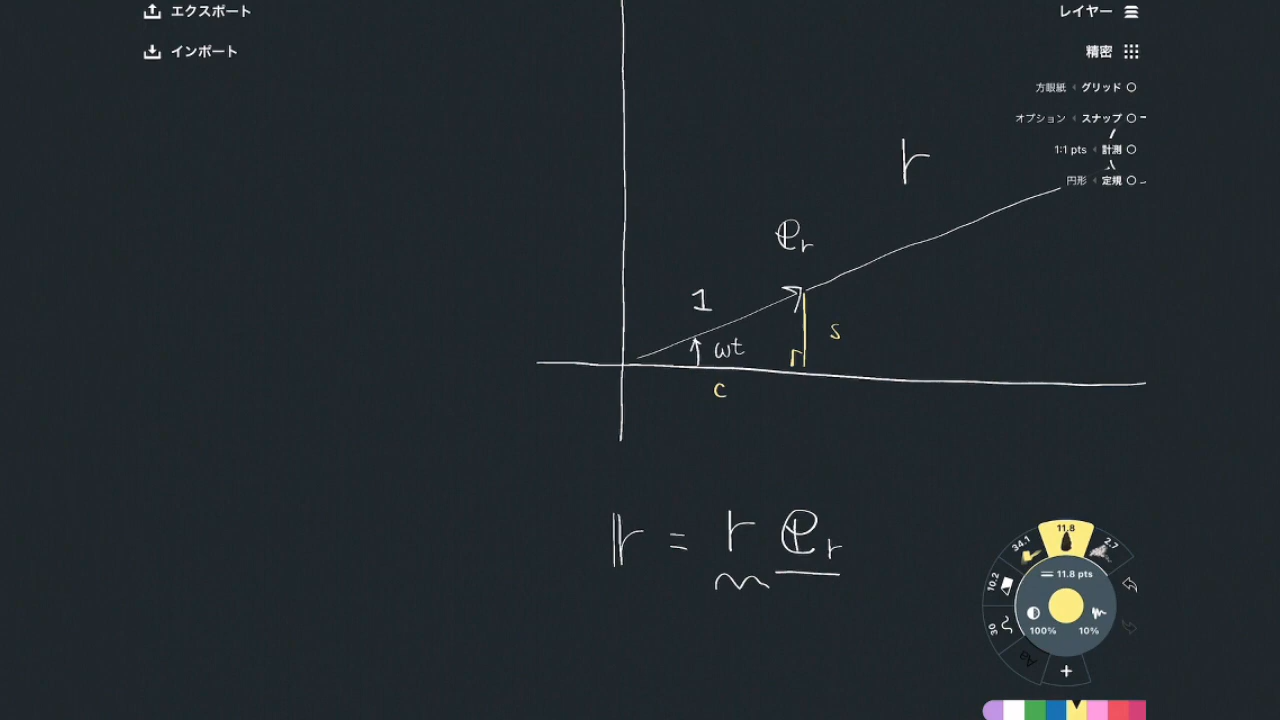 エクスポート
インポート
レイヤー
精密
方眼紙 グリッド
オプション スナップ
1:1 pts 計測
円形 定規
r
er
1
s
ωt
c
r = r er
11.8
34.1
2.7
10.2
11.8 pts
30
100% 10%
Aa
+